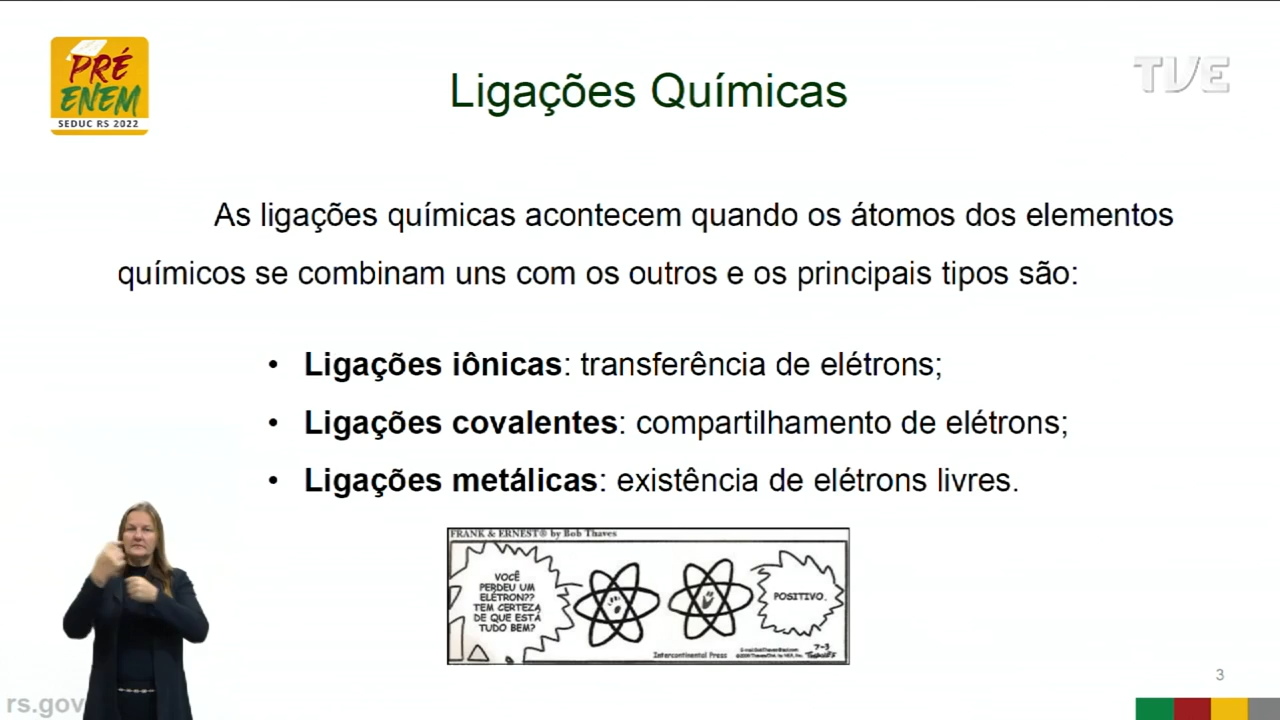 PRÉ
ENEM
SEDUC RS 2022
TVE
Ligações Químicas
As ligações químicas acontecem quando os átomos dos elementos
químicos se combinam uns com os outros e os principais tipos são:
• Ligações iônicas: transferência de elétrons;
• Ligações covalentes: compartilhamento de elétrons;
• Ligações metálicas: existência de elétrons livres.
FRANK & ERNEST® by Bob Thaves
VOCÊ
PERDEU UM
ELÉTRON??
TEM CERTEZA
DE QUE ESTÁ
TUDO BEM?
POSITIVO.
Intercontinental Press
7-3
3
rs.gov